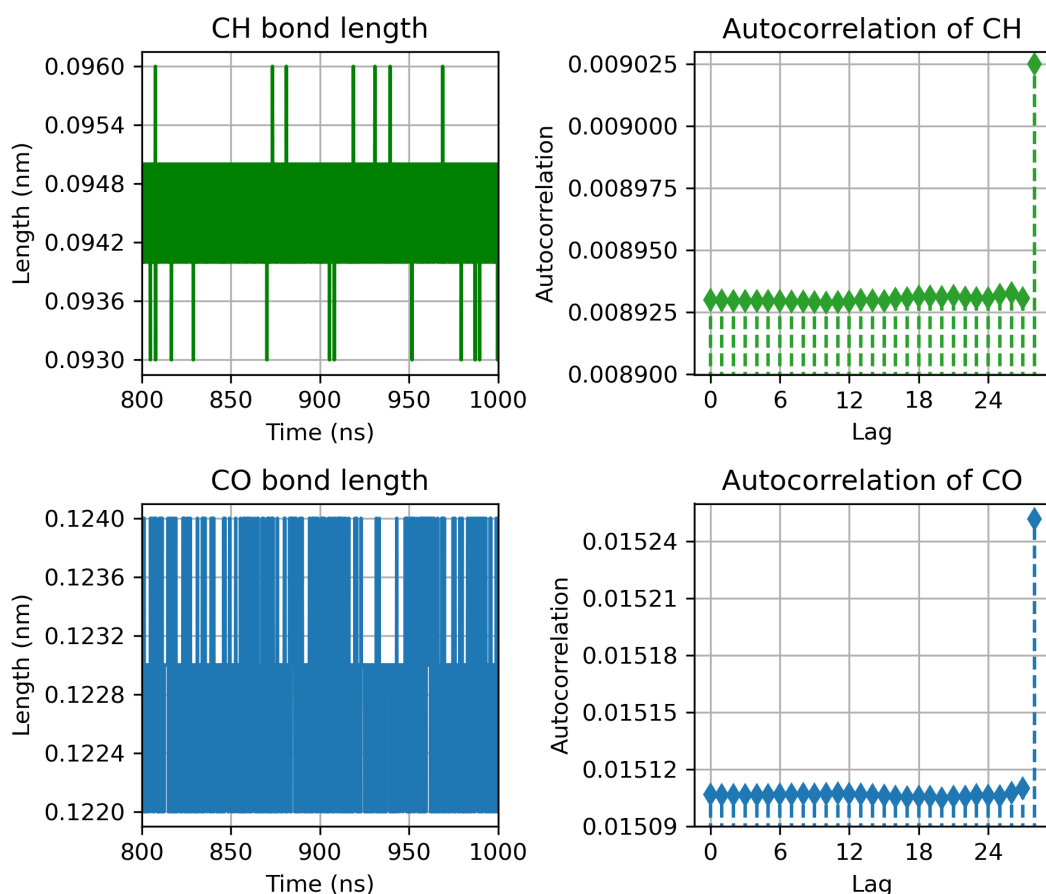 CH bond length
0.0960
0.0954
0.0948
0.0942
0.0936
0.0930
Length (nm)
800 850 900 950 1000
Time (ns)
Autocorrelation of CH
0.009025
0.009000
0.008975
0.008950
0.008925
0.008900
Autocorrelation
0 6 12 18 24
Lag
CO bond length
0.1240
0.1236
0.1232
0.1228
0.1224
0.1220
Length (nm)
800 850 900 950 1000
Time (ns)
Autocorrelation of CO
0.01524
0.01521
0.01518
0.01515
0.01512
0.01509
Autocorrelation
0 6 12 18 24
Lag